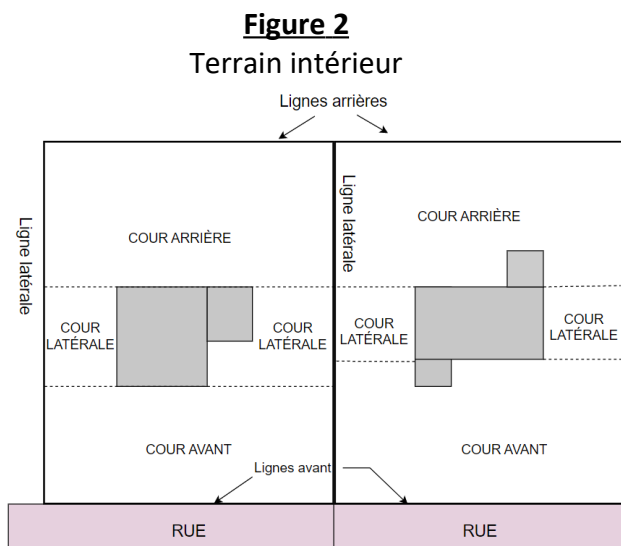 Figure 2
Terrain intérieur
Lignes arrières
Ligne latérale
Ligne latérale
COUR ARRIÈRE
COUR ARRIÈRE
COUR
LATÉRALE
COUR
LATÉRALE
COUR
LATÉRALE
COUR
LATÉRALE
COUR AVANT
COUR AVANT
Lignes avant
RUE
RUE